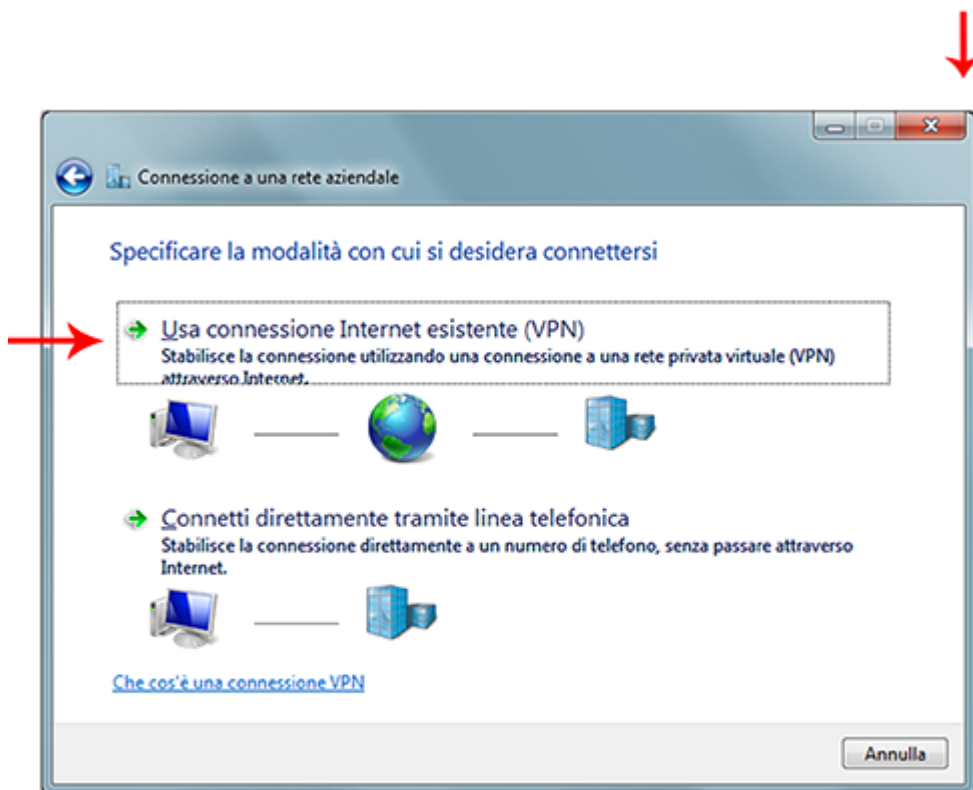 Connessione a una rete aziendale
Specificare la modalità con cui si desidera connettersi
Usa connessione Internet esistente (VPN)
Stabilisce la connessione utilizzando una connessione a una rete privata virtuale (VPN)
attraverso Internet.
Connetti direttamente tramite linea telefonica
Stabilisce la connessione direttamente a un numero di telefono, senza passare attraverso
Internet.
Che cos'è una connessione VPN
Annulla